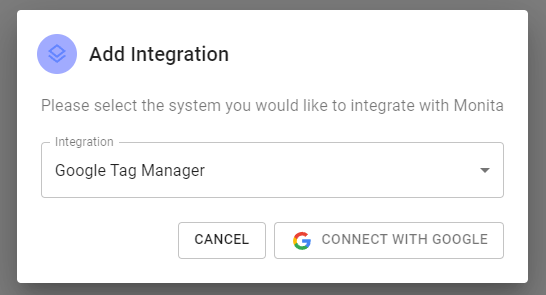 Add Integration
Please select the system you would like to integrate with Monita
Integration
Google Tag Manager
CANCEL
CONNECT WITH GOOGLE